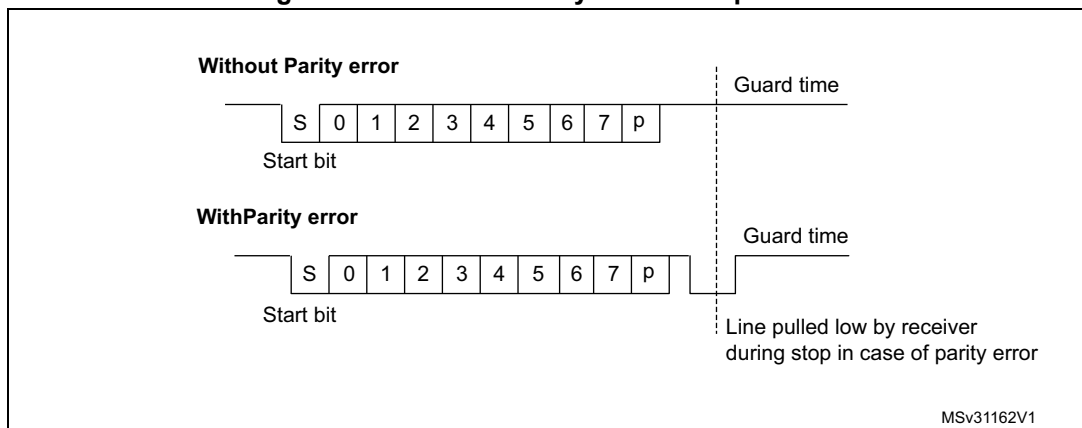 Without Parity error
Guard time
S 0 1 2 3 4 5 6 7 p
Start bit
WithParity error
Guard time
S 0 1 2 3 4 5 6 7 p
Start bit
Line pulled low by receiver
during stop in case of parity error
MSv31162V1